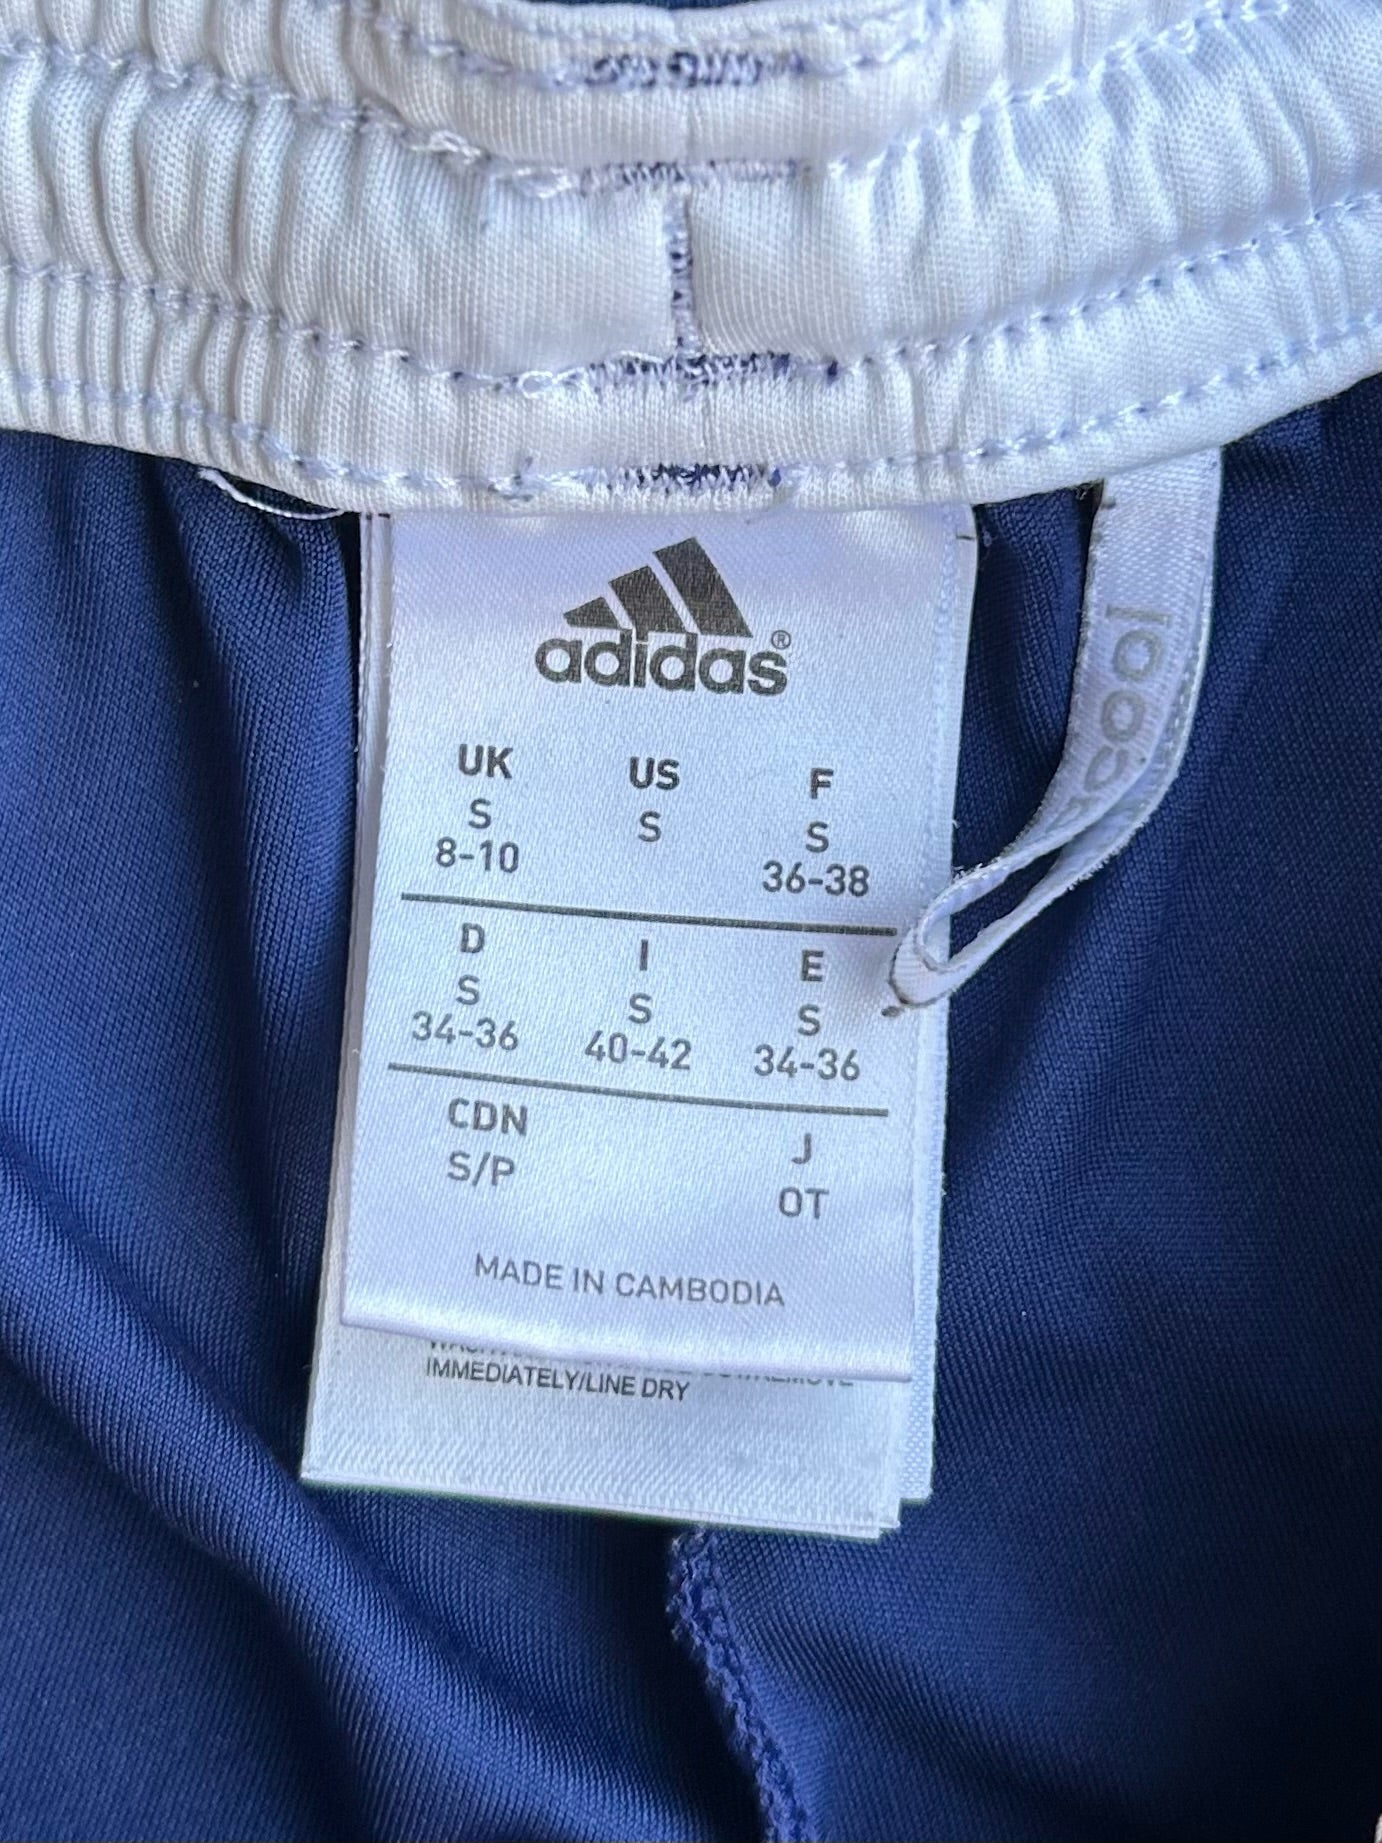 adidas®
UK US F
S S S
8-10 36-38
D I E
S S S
34-36 40-42 34-36
CDN J
S/P OT
MADE IN CAMBODIA
IMMEDIATELY/LINE DRY
cool